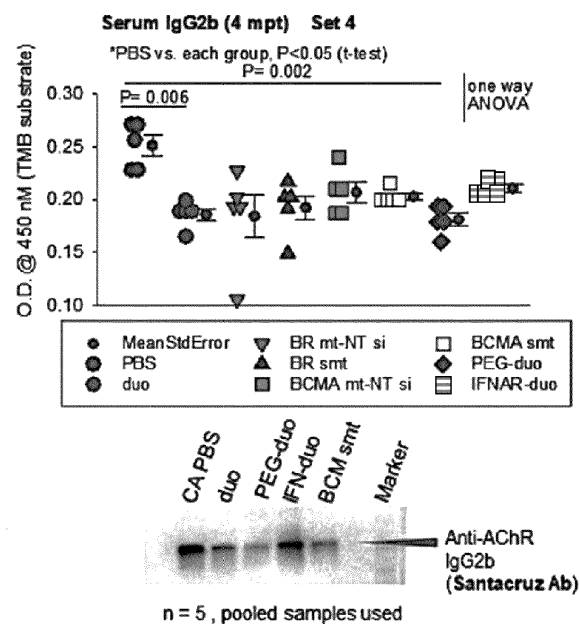 Serum IgG2b (4 mpt) Set 4
*PBS vs. each group, P<0.05 (t-test)
P= 0.002
P= 0.006
one way
ANOVA
O.D. @ 450 nM (TMB substrate)
0.30
0.25
0.20
0.15
0.10
MeanStdError
BR mt-NT si
BCMA smt
PBS
BR smt
PEG-duo
duo
BCMA mt-NT si
IFNAR-duo
CA PBS
duo
PEG-duo
IFN-duo
BCM smt
Marker
Anti-AChR
IgG2b
(Santacruz Ab)
n = 5 , pooled samples used